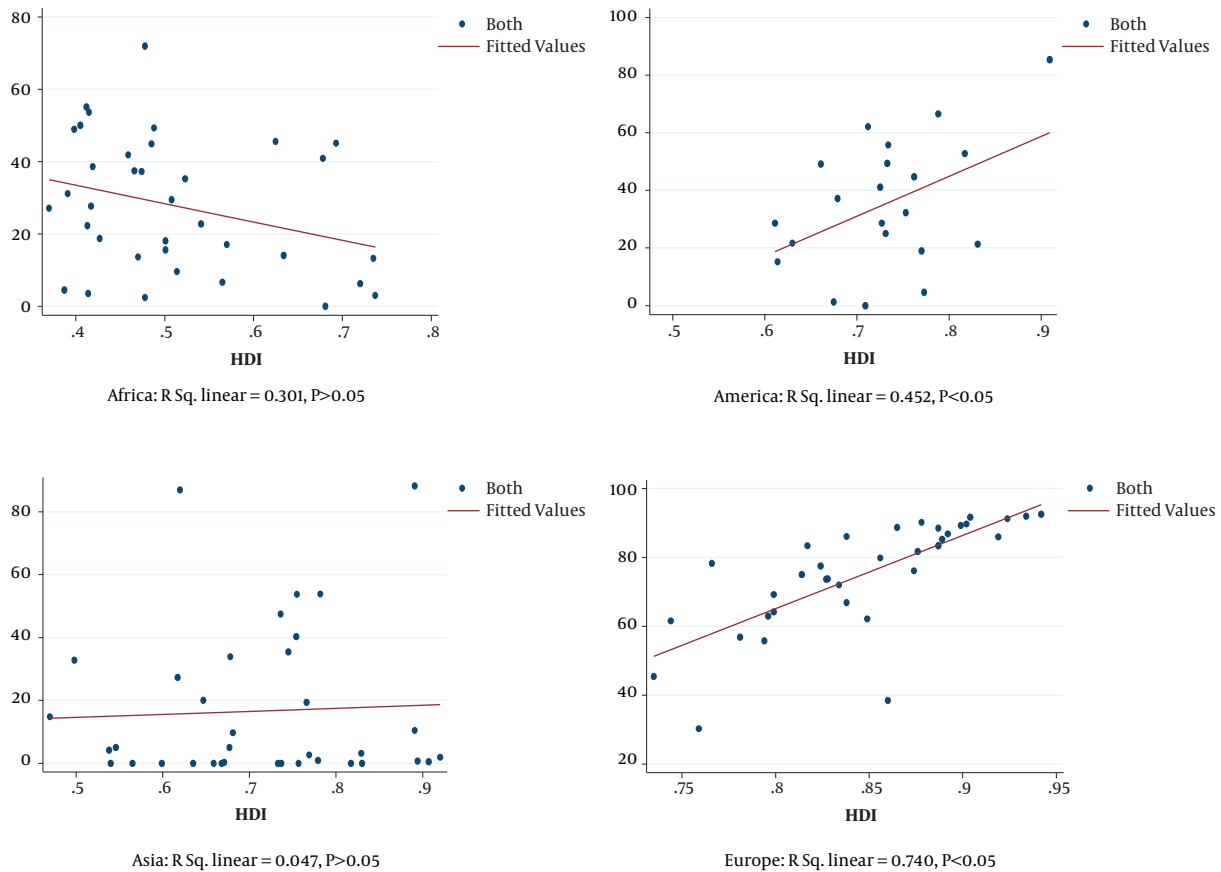 80
60
40
20
0
.4 .5 .6 .7 .8
HDI
Both
Fitted Values
Africa: R Sq. linear = 0.301, P>0.05
100
80
60
40
20
0
.5 .6 .7 .8 .9
HDI
Both
Fitted Values
America: R Sq. linear = 0.452, P<0.05
80
60
40
20
0
.5 .6 .7 .8 .9
HDI
Both
Fitted Values
Asia: R Sq. linear = 0.047, P>0.05
100
80
60
40
20
.75 .8 .85 .9 .95
HDI
Both
Fitted Values
Europe: R Sq. linear = 0.740, P<0.05